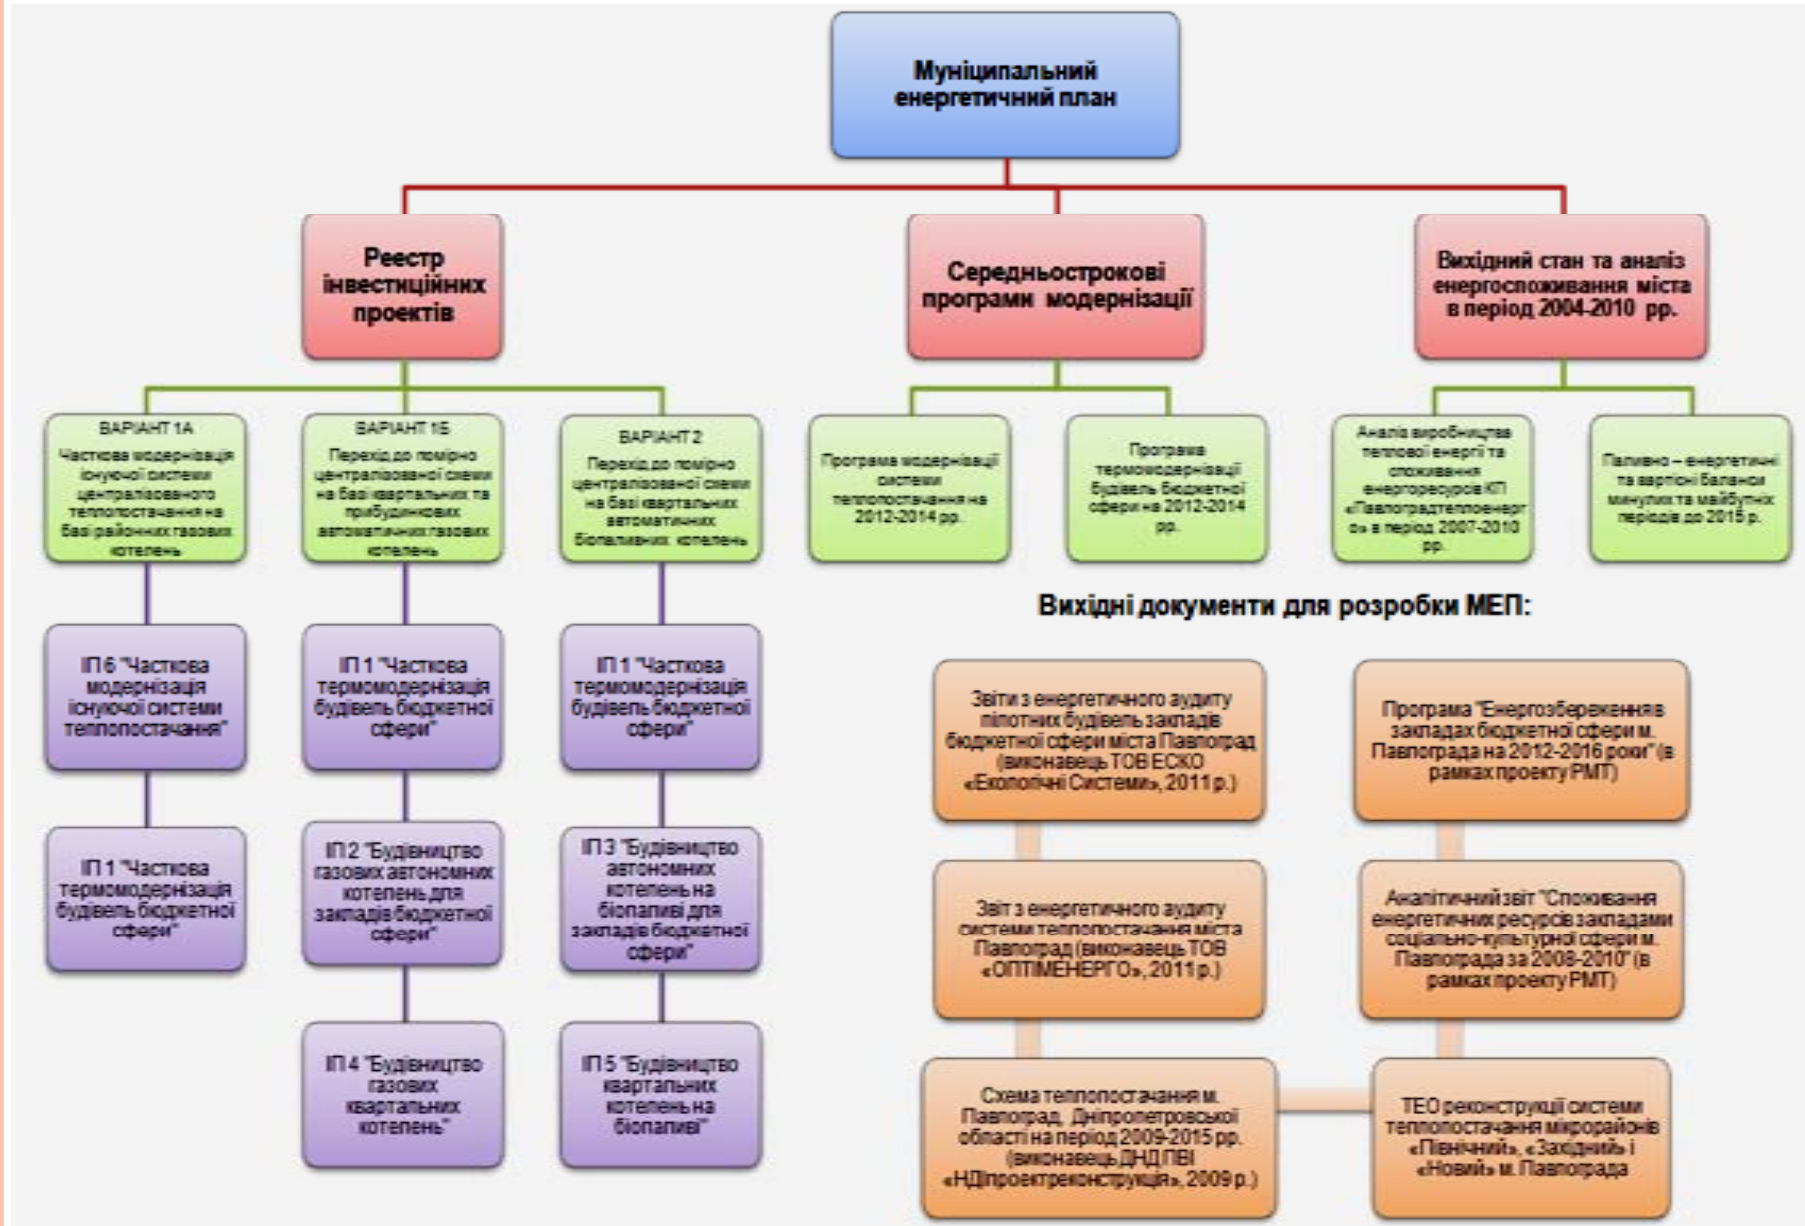 Муніципальний
енергетичний план
Реестр
інвестиційних
проектів
Середньострокові
програми модернізації
Вихідний стан та аналіз
енергоспоживання міста
в період 2004-2010 рр.
ВАРІАНТ 1А
Часткова модернізація
існуючої системи
централізованого
теплопостачання на
базі районних газових
котелень
ВАРІАНТ 1Б
Перехід до помірно
централізованої схеми
на базі квартальних та
прибудинкових
автоматичних газових
котелень
ВАРІАНТ 2
Перехід до помірно
централізованої схеми
на базі квартальних
автоматичних
біопаливних котелень
Програма модернізації
системи
теплопостачання на
2012-2014 рр.
Програма
термомодернізації
будівель бюджетної
сфери на 2012-2014
рр.
Аналіз виробництва
теплової енергії та
споживання
енергоресурсів КП
«Павлоградтеплоенерг
о» в період 2007-2010
рр.
Паливно – енергетичні
та вартісні баланси
минулих та майбутніх
періодів до 2015 р.
ІП 6 "Часткова
модернізація
існуючої системи
теплопостачання"
ІП 1 "Часткова
термомодернізація
будівель бюджетної
сфери"
ІП 1 "Часткова
термомодернізація
будівель бюджетної
сфери"
ІП 2 "Будівництво
газових автономних
котелень для
закладів бюджетної
сфери"
ІП 4 "Будівництво
газових
квартальних
котелень"
ІП 1 "Часткова
термомодернізація
будівель бюджетної
сфери"
ІП 3 "Будівництво
автономних
котелень на
біопаливі для
закладів бюджетної
сфери"
ІП 5 "Будівництво
квартальних
котелень на
біопаливі"
Вихідні документи для розробки МЕП:
Звіти з енергетичного аудиту
пілотних будівель закладів
бюджетної сфери міста Павлоград
(виконавець ТОВ ЕСКО
«Екологічні Системи», 2011 р.)
Звіт з енергетичного аудиту
системи теплопостачання міста
Павлоград (виконавець ТОВ
«ОПТІМЕНЕРГО», 2011 р.)
Схема теплопостачання м.
Павлоград, Дніпропетровської
області на період 2009-2015 рр.
(виконавець ДНДПВІ
«НДІпроектреконструкція», 2009 р.)
ТЕО реконструкції системи
теплопостачання мікрорайонів
«Північний», «Західний» і
«Новий» м. Павлограда
Аналітичний звіт "Споживання
енергетичних ресурсів закладами
соціально-культурної сфери м.
Павлограда за 2008-2010" (в
рамках проекту РМТ)
Програма "Енергозбереження в
закладах бюджетної сфери м.
Павлограда на 2012-2016 роки" (в
рамках проекту РМТ)